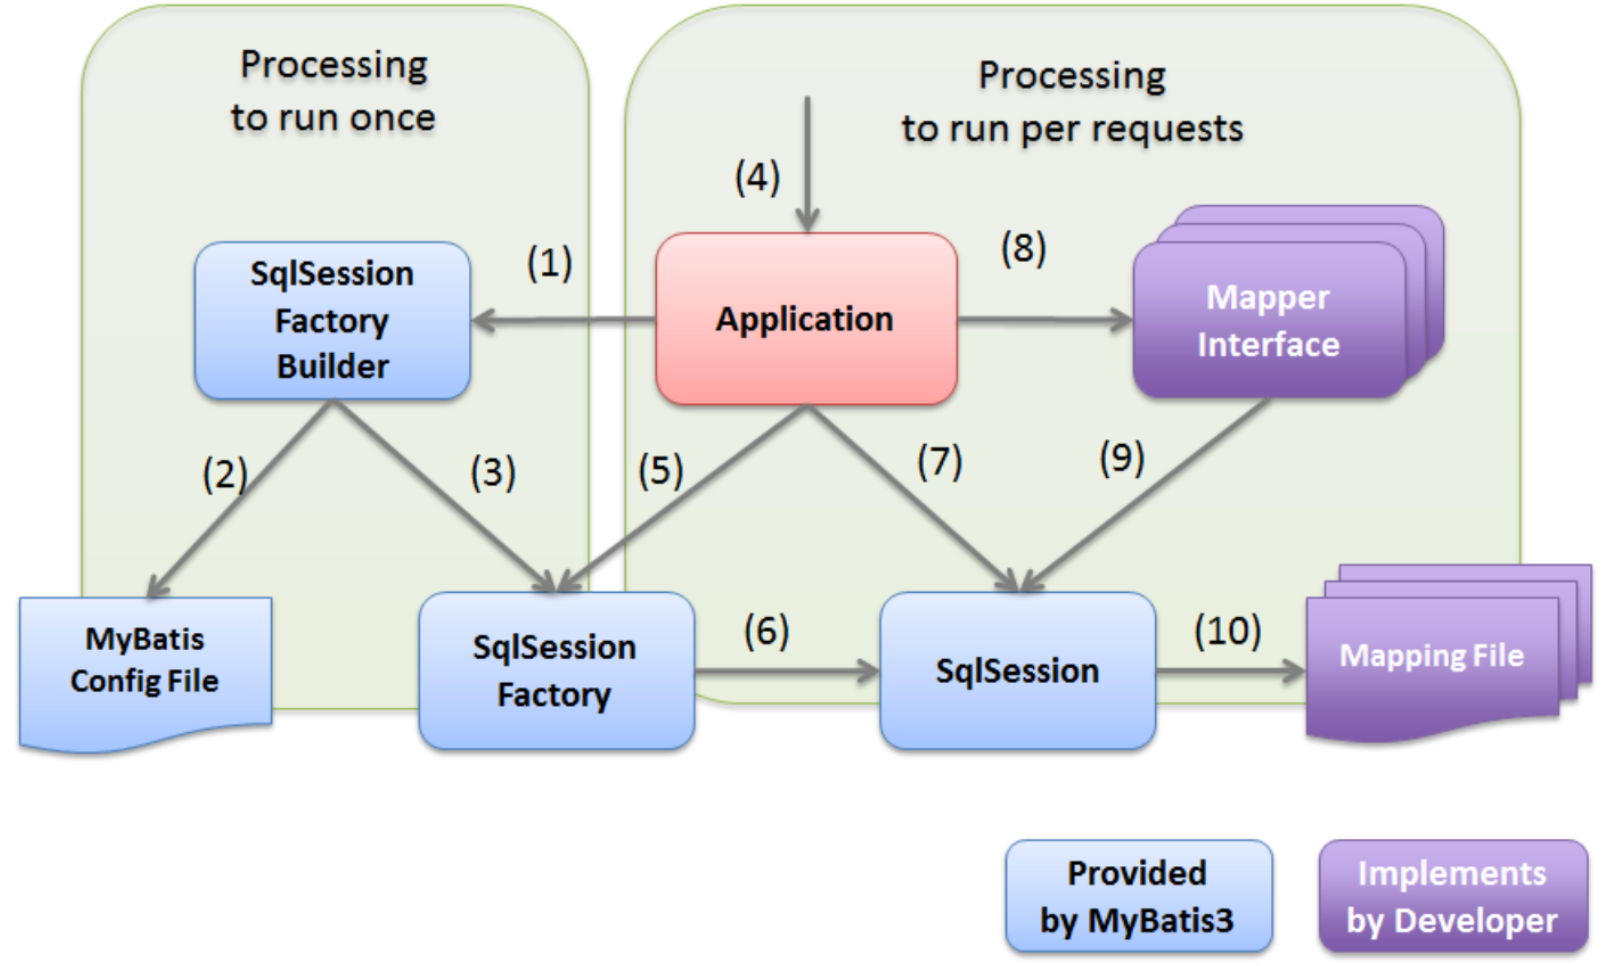 Processing
to run once
Processing
to run per requests
(4)
(1)
(8)
SqlSession
Factory
Builder
Application
Mapper
Interface
(2)
(3)
(5)
(7)
(9)
MyBatis
Config File
SqlSession
Factory
(6)
SqlSession
(10)
Mapping File
Provided
by MyBatis3
Implements
by Developer